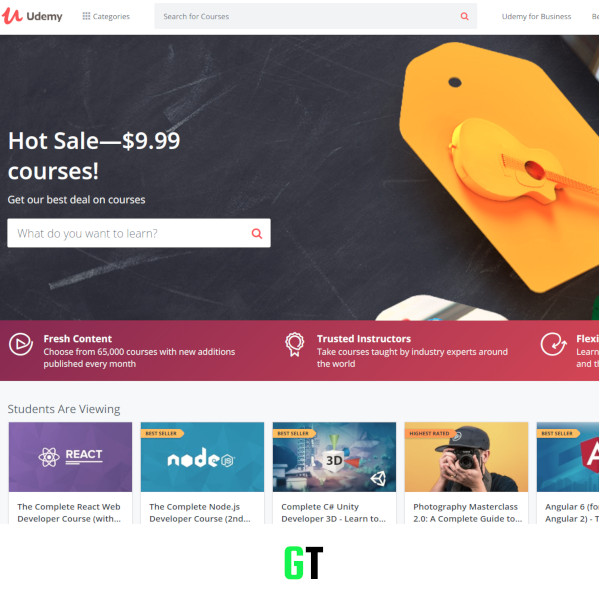 Udemy
Categories
Search for Courses
Udemy for Business
Be
Hot Sale—$9.99
courses!
Get our best deal on courses
What do you want to learn?
Fresh Content
Choose from 65,000 courses with new additions
published every month
Trusted Instructors
Take courses taught by industry experts around
the world
Flexi
Learn
and th
Students Are Viewing
REACT
BEST SELLER
node
JS
BEST SELLER
3D
HIGHEST RATED
BEST SELLER
A
The Complete React Web
Developer Course (with...
The Complete Node.js
Developer Course (2nd...
Complete C# Unity
Developer 3D - Learn to...
Photography Masterclass
2.0: A Complete Guide to...
Angular 6 (for
Angular 2) - T
GT